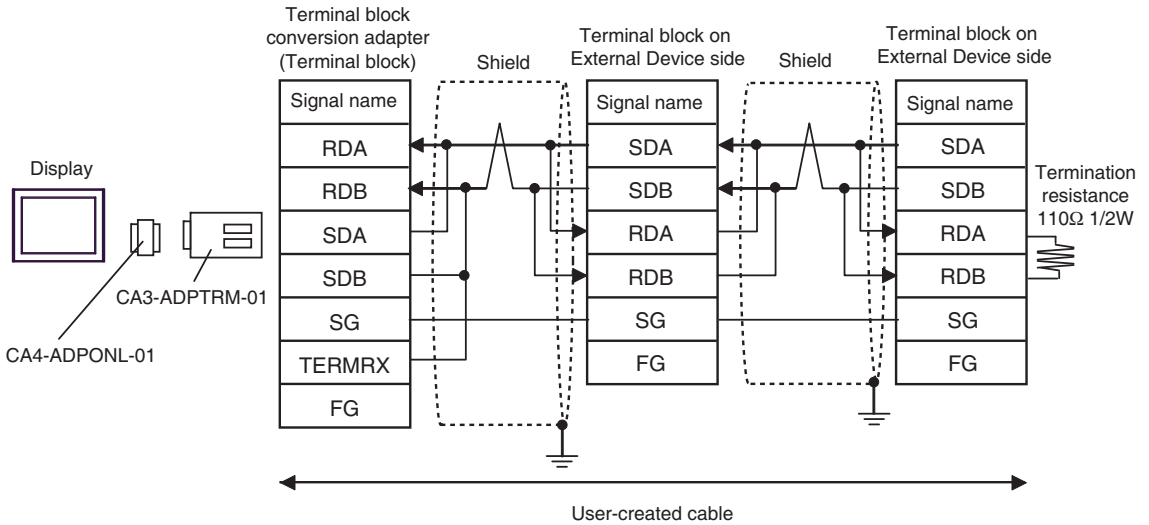 Terminal block
conversion adapter
(Terminal block)
Shield
Terminal block on
External Device side
Shield
Terminal block on
External Device side
Display
CA4-ADPONL-01
CA3-ADPTRM-01
Signal name
RDA
RDB
SDA
SDB
SG
TERMRX
FG
Signal name
SDA
SDB
RDA
RDB
SG
FG
Signal name
SDA
SDB
RDA
RDB
SG
FG
Termination
resistance
110Ω 1/2W
User-created cable